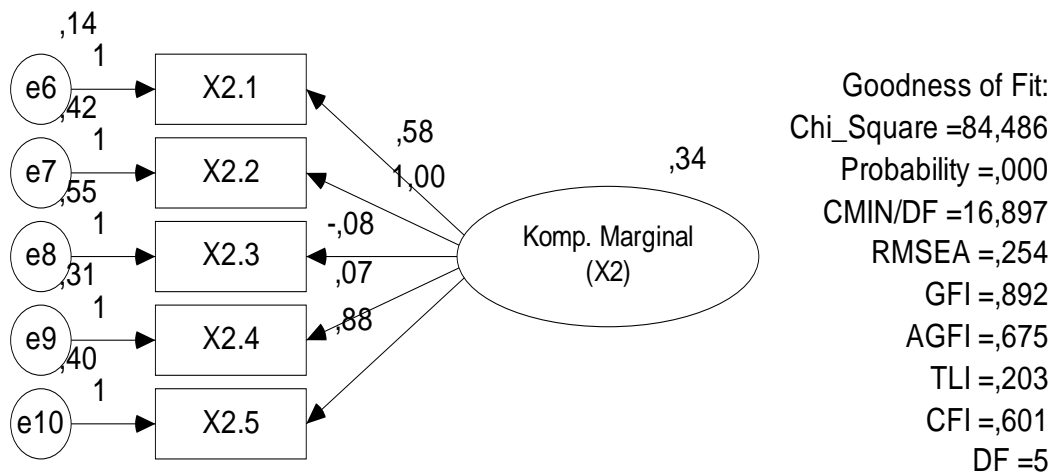 ,14
1
e6
X2.1
,42
1
e7
X2.2
,55
1
e8
X2.3
,31
1
e9
X2.4
,40
1
e10
X2.5
,58
1,00
-,08
,07
,88
,34
Komp. Marginal
(X2)
Goodness of Fit:
Chi_Square =84,486
Probability =,000
CMIN/DF =16,897
RMSEA =,254
GFI =,892
AGFI =,675
TLI =,203
CFI =,601
DF =5